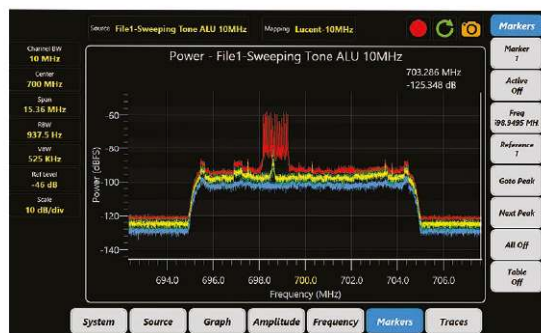 Source File1-Sweeping Tone ALU 10MHz Mapping Lucent-10MHz
Markers
Channel BW
10 MHz
Center
700 MHz
Span
15.36 MHz
RBW
937.5 Hz
VBW
525 KHz
Ref Level
-46 dB
Scale
10 dB/div
Power - File1-Sweeping Tone ALU 10MHz
703.286 MHz
-125.348 dB
Power (dBFS)
-60
-80
-100
-120
-140
694.0 696.0 698.0 700.0 702.0 704.0 706.0
Frequency (MHz)
Marker
1
Active
Off
Freq
98.9495 MH
Reference
1
Goto Peak
Next Peak
All Off
Table
Off
System Source Graph Amplitude Frequency Markers Traces